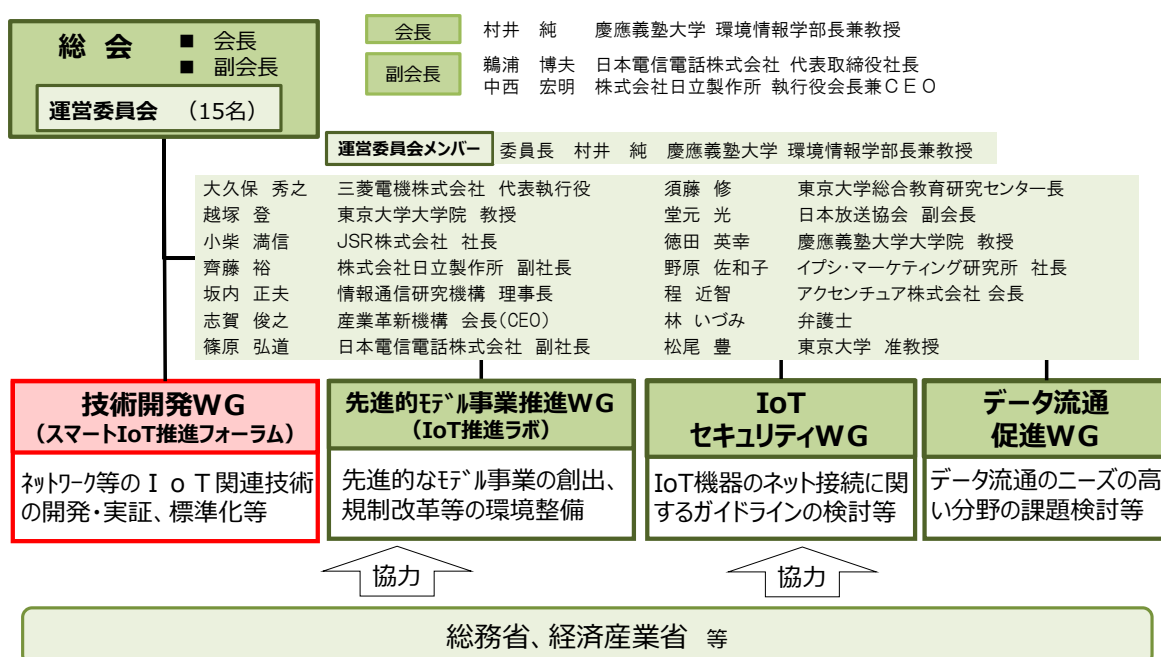 総 会
■ 会長
■ 副会長
運営委員会 （15名）
会長 村井 純 慶應義塾大学 環境情報学部長兼教授
副会長 鵜浦 博夫 日本電信電話株式会社 代表取締役社長
中西 宏明 株式会社日立製作所 執行役会長兼ＣＥＯ
運営委員会メンバー 委員長 村井 純 慶應義塾大学 環境情報学部長兼教授
大久保 秀之 三菱電機株式会社 代表執行役 須藤 修 東京大学総合教育研究センター長
越塚 登 東京大学大学院 教授 堂元 光 日本放送協会 副会長
小柴 満信 JSR株式会社 社長 徳田 英幸 慶應義塾大学大学院 教授
齊藤 裕 株式会社日立製作所 副社長 野原 佐和子 イプシ・マーケティング研究所 社長
坂内 正夫 情報通信研究機構 理事長 程 近智 アクセンチュア株式会社 会長
志賀 俊之 産業革新機構 会長(CEO) 林 いづみ 弁護士
篠原 弘道 日本電信電話株式会社 副社長 松尾 豊 東京大学 准教授
技術開発WG
（スマートIoT推進フォーラム）
ﾈｯﾄﾜｰｸ等のＩｏＴ関連技術
の開発・実証、標準化等
先進的ﾓﾃﾞﾙ事業推進WG
（IoT推進ラボ）
先進的なﾓﾃﾞﾙ事業の創出、
規制改革等の環境整備
IoT
セキュリティWG
IoT機器のネット接続に関
するガイドラインの検討等
データ流通
促進WG
データ流通のニーズの高
い分野の課題検討等
協力
協力
総務省、経済産業省 等